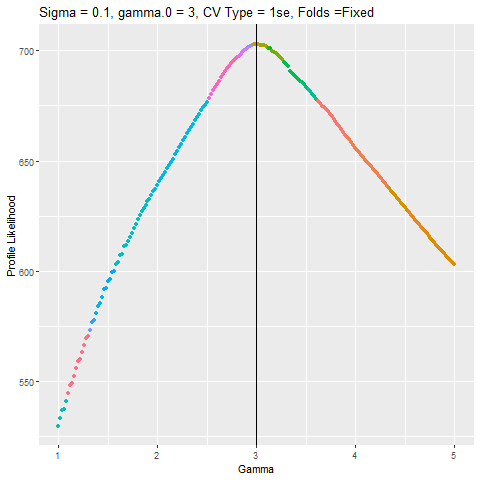 Sigma = 0.1, gamma.0 = 3, CV Type = 1se, Folds =Fixed
Profile Likelihood
700
650
600
550
1 2 3 4 5
Gamma